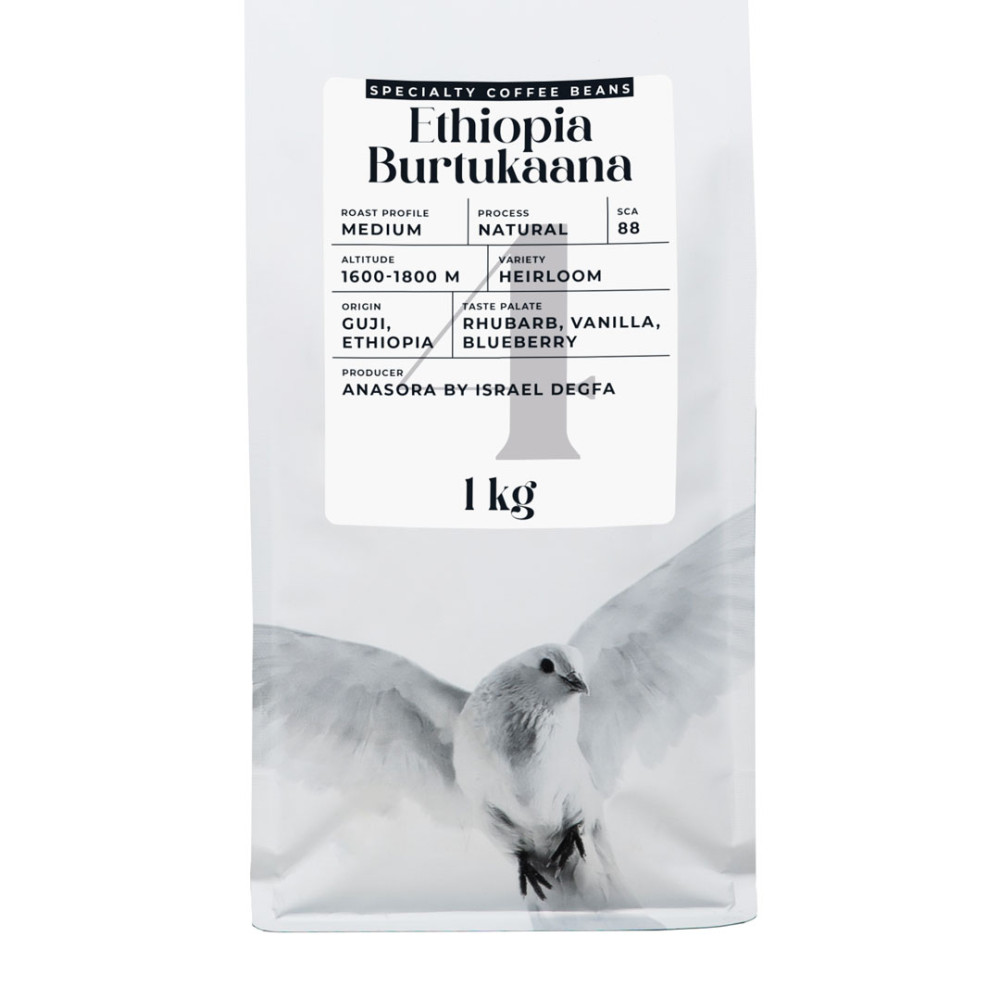 SPECIALTY COFFEE BEANS
Ethiopia
Burtukaana
ROAST PROFILE
MEDIUM
PROCESS
NATURAL
SCA
88
ALTITUDE
1600-1800 M
VARIETY
HEIRLOOM
ORIGIN
GUJI,
ETHIOPIA
TASTE PALATE
RHUBARB, VANILLA,
BLUEBERRY
PRODUCER
ANASORA BY ISRAEL DEGFA
4
1 kg